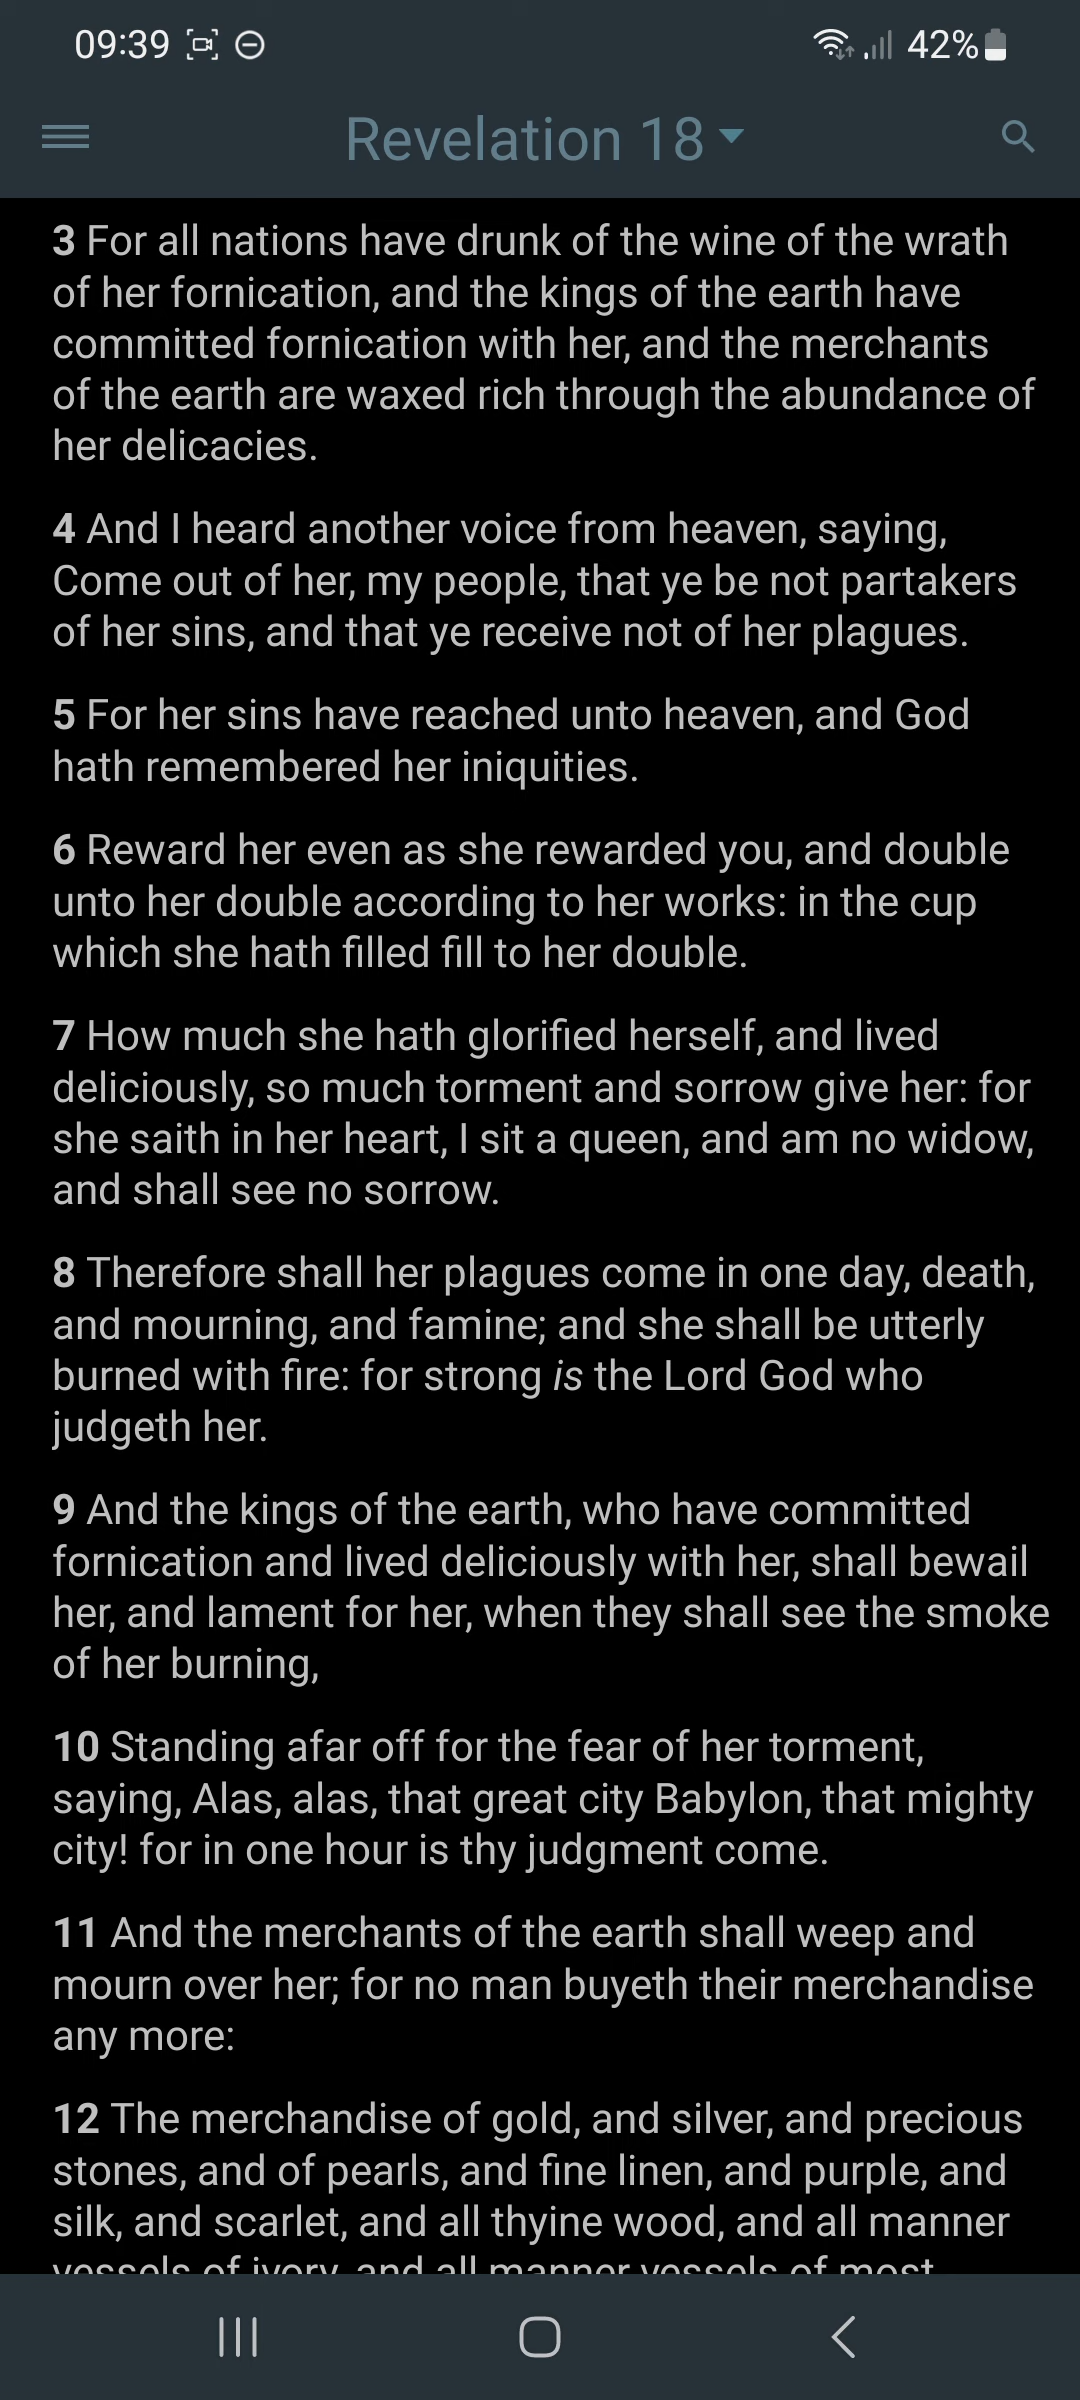 09:39
42%
Revelation 18
3 For all nations have drunk of the wine of the wrath
of her fornication, and the kings of the earth have
committed fornication with her, and the merchants
of the earth are waxed rich through the abundance of
her delicacies.
4 And I heard another voice from heaven, saying,
Come out of her, my people, that ye be not partakers
of her sins, and that ye receive not of her plagues.
5 For her sins have reached unto heaven, and God
hath remembered her iniquities.
6 Reward her even as she rewarded you, and double
unto her double according to her works: in the cup
which she hath filled fill to her double.
7 How much she hath glorified herself, and lived
deliciously, so much torment and sorrow give her: for
she saith in her heart, I sit a queen, and am no widow,
and shall see no sorrow.
8 Therefore shall her plagues come in one day, death,
and mourning, and famine; and she shall be utterly
burned with fire: for strong is the Lord God who
judgeth her.
9 And the kings of the earth, who have committed
fornication and lived deliciously with her, shall bewail
her, and lament for her, when they shall see the smoke
of her burning,
10 Standing afar off for the fear of her torment,
saying, Alas, alas, that great city Babylon, that mighty
city! for in one hour is thy judgment come.
11 And the merchants of the earth shall weep and
mourn over her; for no man buyeth their merchandise
any more:
12 The merchandise of gold, and silver, and precious
stones, and of pearls, and fine linen, and purple, and
silk, and scarlet, and all thyine wood, and all manner
vessels of ivory, and all manner vessels of most